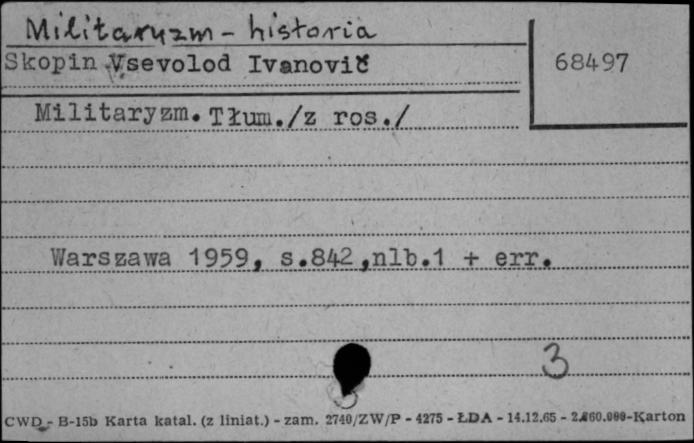 Militaryzm - historia
Skopin Vsevolod Ivanovič
68497
Militaryzm. Tłum./z ros./
Warszawa 1959, s.842,nlb.1 + err.
3
CWD - B-15b Karta katal. (z liniat.) - zam. 2740/ZW/P - 4275 - ŁDA - 14.12.65 - 2.860.000-Karton